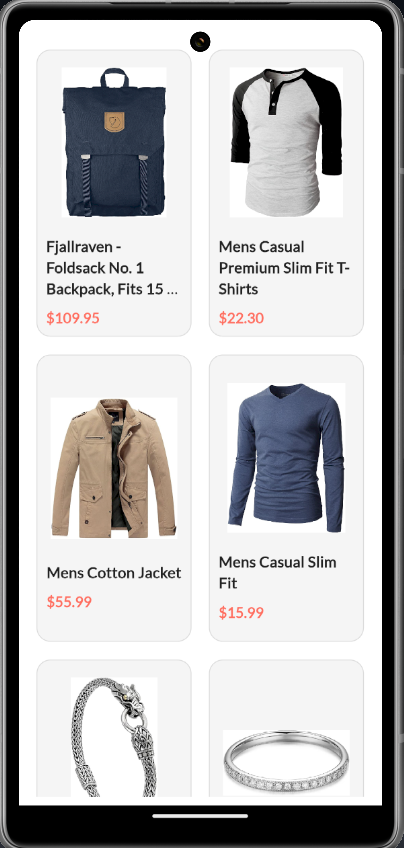 Fjallraven -
Foldsack No. 1
Backpack, Fits 15 ...
$109.95
Mens Casual
Premium Slim Fit T-
Shirts
$22.30
Mens Cotton Jacket
$55.99
Mens Casual Slim
Fit
$15.99